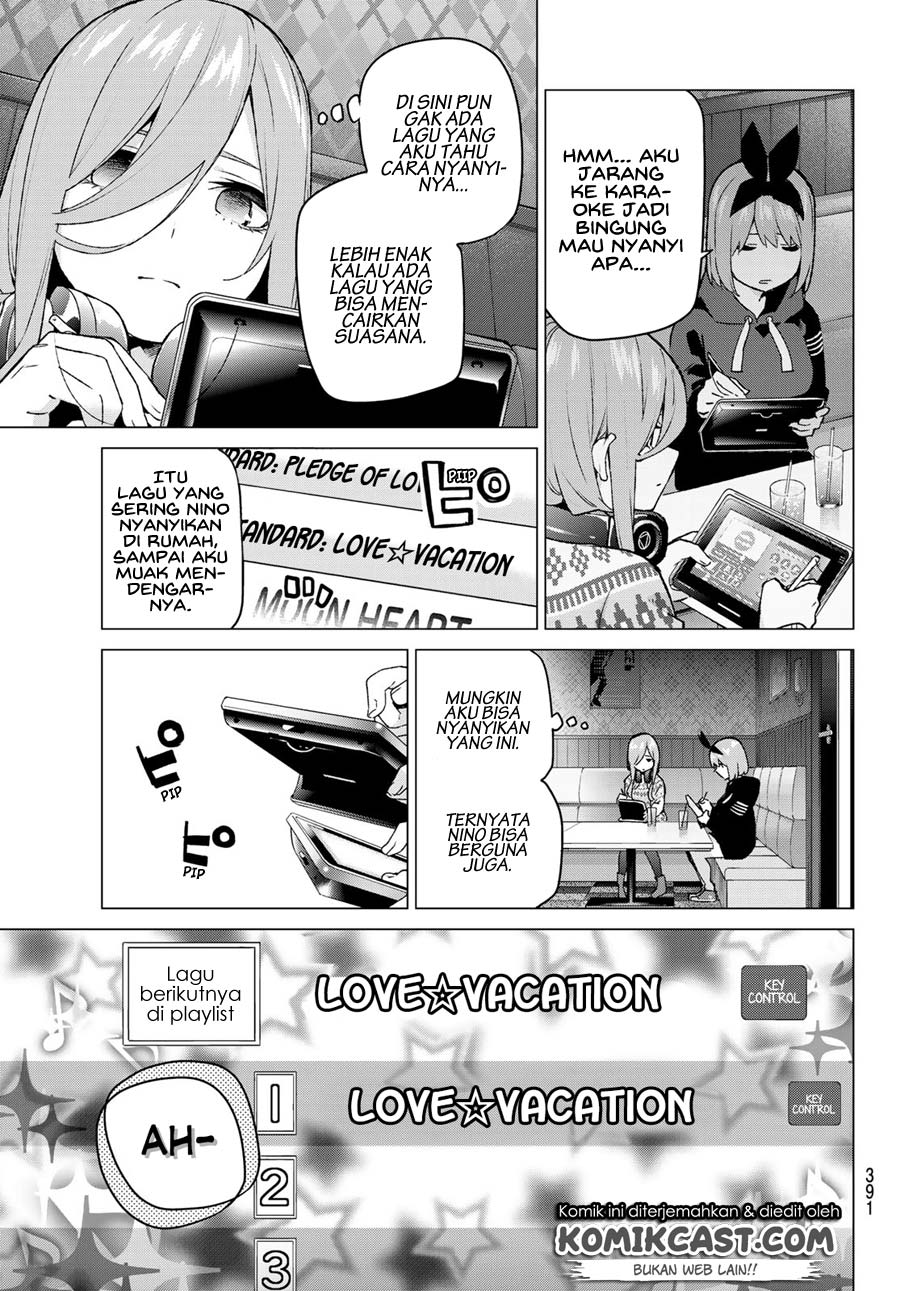 HMM... AKU
JARANG
KE KARA-
OKE JADI
BINGUNG
MAU NYANYI
APA...
DI SINI PUN
GAK ADA
LAGU YANG
AKU TAHU
CARA NYANYI-
NYA...
LEBIH ENAK
KALAU ADA
LAGU YANG
BISA MEN-
CAIRKAN
SUASANA.
NDARD: PLEDGE OF LO
ピ
PIIP
TANDARD: LOVE☆VACATION
MOON HEART
ITU
LAGU YANG
SERING NINO
NYANYIKAN
DI RUMAH,
SAMPAI AKU
MUAK MEN-
DENGAR-
NYA.
MUNGKIN
AKU BISA
NYANYIKAN
YANG INI.
TERNYATA
NINO BISA
BERGUNA
JUGA.
ピ
PIP
ピ
PIP
Lagu
berikutnya
di playlist
LOVE☆VACATION
KEY
CONTROL
1
LOVE☆VACATION
KEY
CONTROL
AH-
2
3
391
Komik ini diterjemahkan & diedit oleh
KOMIKCAST.COM
BUKAN WEB LAIN!!